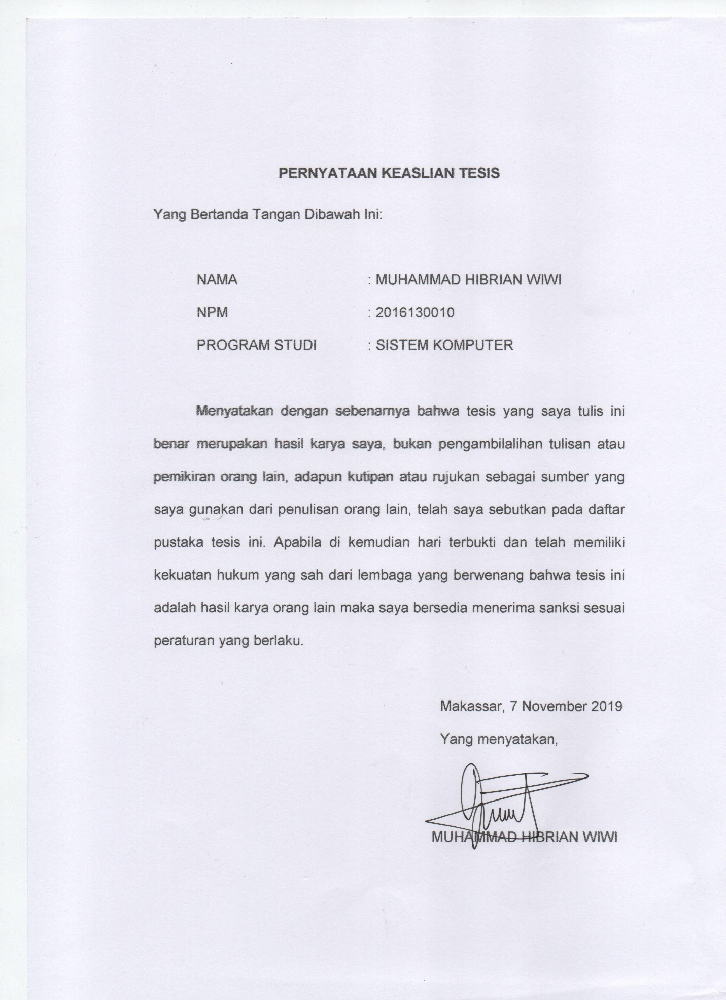 PERNYATAAN KEASLIAN TESIS
Yang Bertanda Tangan Dibawah Ini:
NAMA : MUHAMMAD HIBRIAN WIWI
NPM : 2016130010
PROGRAM STUDI : SISTEM KOMPUTER
Menyatakan dengan sebenarnya bahwa tesis yang saya tulis ini
benar merupakan hasil karya saya, bukan pengambilalihan tulisan atau
pemikiran orang lain, adapun kutipan atau rujukan sebagai sumber yang
saya gunakan dari penulisan orang lain, telah saya sebutkan pada daftar
pustaka tesis ini. Apabila di kemudian hari terbukti dan telah memiliki
kekuatan hukum yang sah dari lembaga yang berwenang bahwa tesis ini
adalah hasil karya orang lain maka saya bersedia menerima sanksi sesuai
peraturan yang berlaku.
Makassar, 7 November 2019
Yang menyatakan,
MUHAMMAD HIBRIAN WIWI